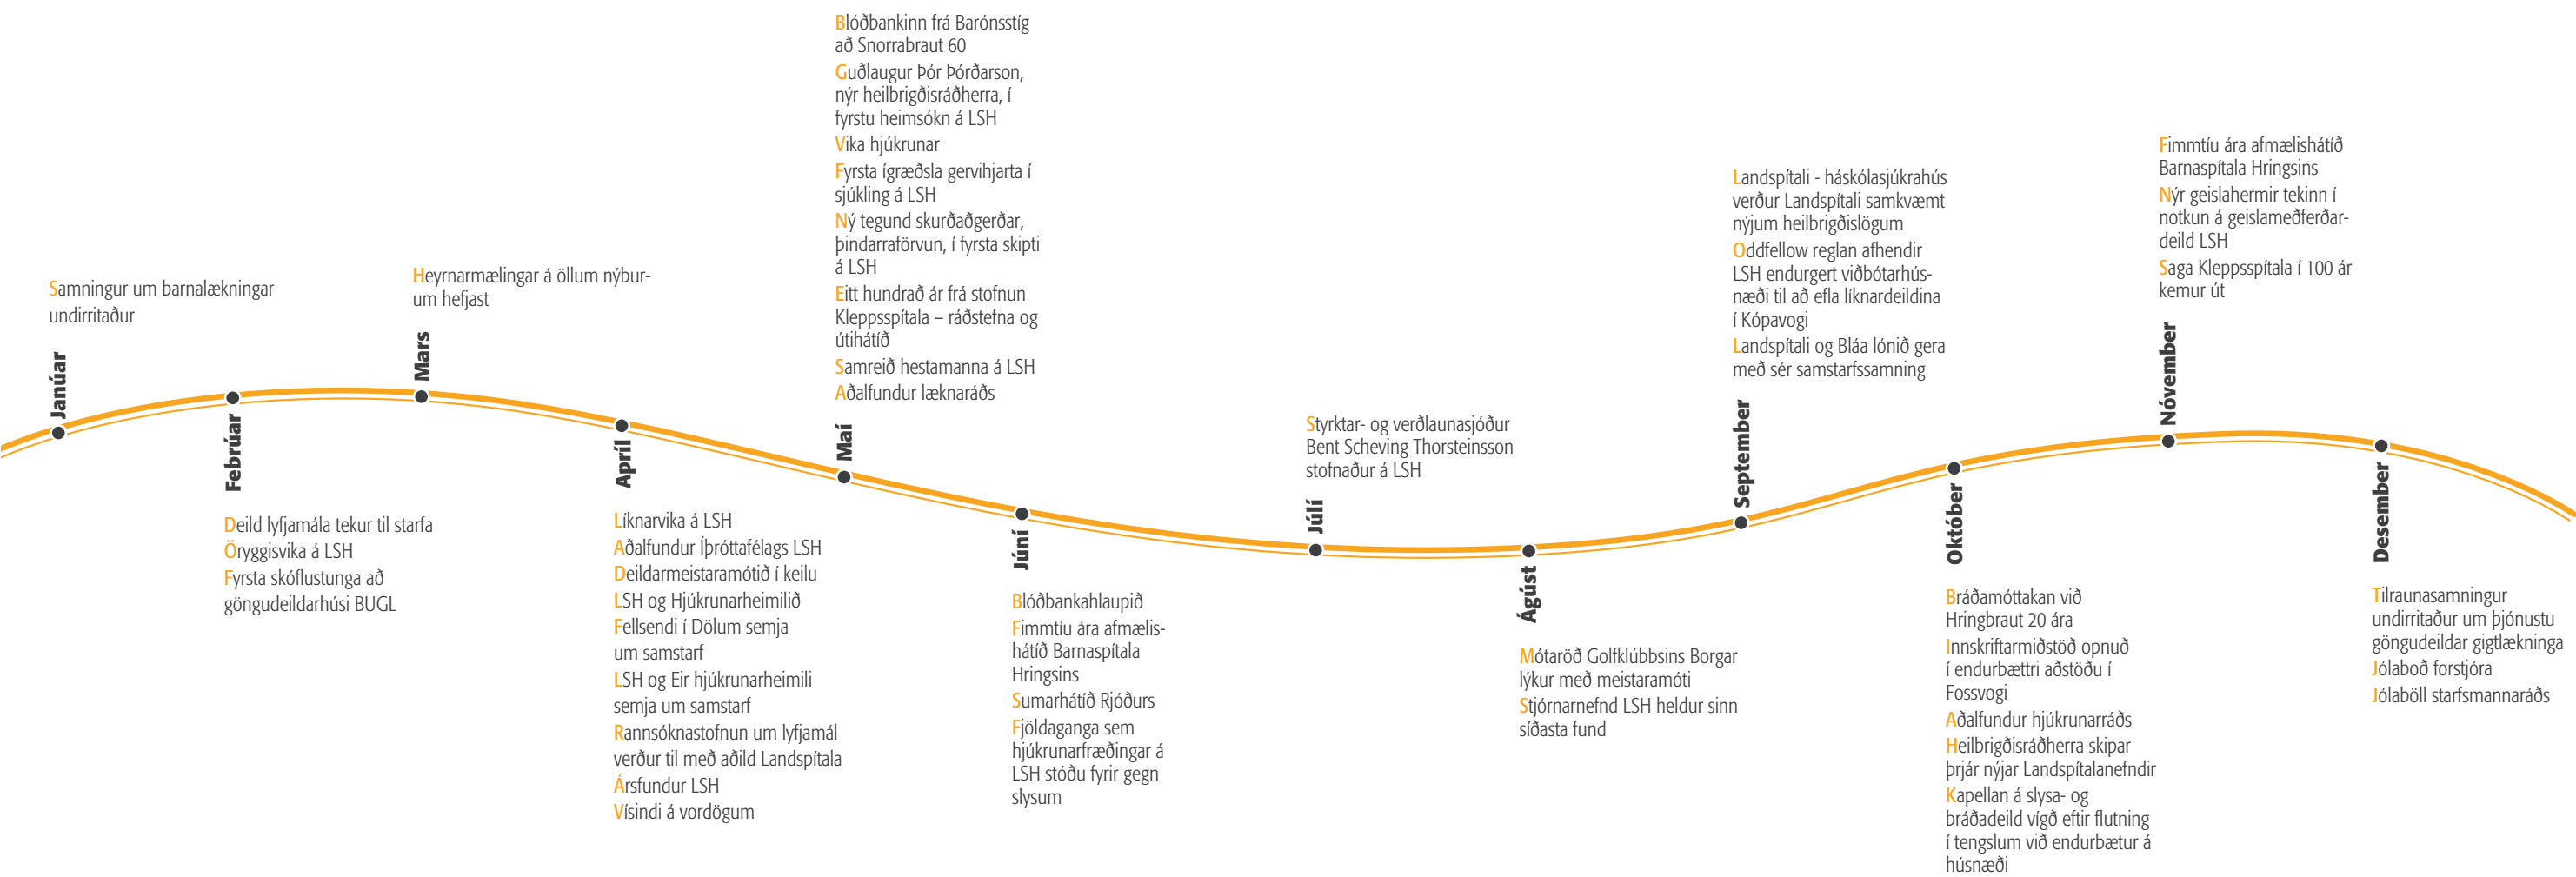 Janúar
Samningur um barnalækningar
undirritaður
Febrúar
Deild lyfjamála tekur til starfa
Öryggisvika á LSH
Fyrsta skóflustunga að
göngudeildarhúsi BUGL
Mars
Heyrnarmælingar á öllum nýbur-
um hefjast
Apríl
Líknarvika á LSH
Aðalfundur Íþróttafélags LSH
Deildarmeistaramótið í keilu
LSH og Hjúkrunarheimilið
Fellsendi í Dölum semja
um samstarf
LSH og Eir hjúkrunarheimili
semja um samstarf
Rannsóknastofnun um lyfjamál
verður til með aðild Landspítala
Ársfundur LSH
Vísindi á vordögum
Maí
Blóðbankinn frá Barónsstíg
að Snorrabraut 60
Guðlaugur Þór Þórðarson,
nýr heilbrigðisráðherra, í
fyrstu heimsókn á LSH
Vika hjúkrunar
Fyrsta ígræðsla gervihjarta í
sjúkling á LSH
Ný tegund skurðaðgerðar,
þindarraförvun, í fyrsta skipti
á LSH
Eitt hundrað ár frá stofnun
Kleppsspítala – ráðstefna og
útihátíð
Samreið hestamanna á LSH
Aðalfundur læknaráðs
Júní
Blóðbankahlaupið
Fimmtíu ára afmælis-
hátíð Barnaspítala
Hringsins
Sumarhátíð Rjóðurs
Fjöldaganga sem
hjúkrunarfræðingar á
LSH stóðu fyrir gegn
slysum
Júlí
Styrktar- og verðlaunasjóður
Bent Scheving Thorsteinsson
stofnaður á LSH
Ágúst
Mótaröð Golfklúbbsins Borgar
lýkur með meistaramóti
Stjórnarnefnd LSH heldur sinn
síðasta fund
September
Landspítali - háskólasjúkrahús
verður Landspítali samkvæmt
nýjum heilbrigðislögum
Oddfellow reglan afhendir
LSH endurgert viðbótarhús-
næði til að efla líknardeildina
í Kópavogi
Landspítali og Bláa lónið gera
með sér samstarfssamning
Október
Bráðamóttakan við
Hringbraut 20 ára
Innskriftarmiðstöð opnuð
í endurbættri aðstöðu í
Fossvogi
Aðalfundur hjúkrunarráðs
Heilbrigðisráðherra skipar
þrjár nýjar Landspítalanefndir
Kapellan á slysa- og
bráðadeild vígð eftir flutning
í tengslum við endurbætur á
húsnæði
Nóvember
Fimmtíu ára afmælishátíð
Barnaspítala Hringsins
Nýr geislahermir tekinn í
notkun á geislameðferðar-
deild LSH
Saga Kleppsspítala í 100 ár
kemur út
Desember
Tilraunasamningur
undirritaður um þjónustu
göngudeildar gigtlækninga
Jólaboð forstjóra
Jólaböll starfsmannaráðs